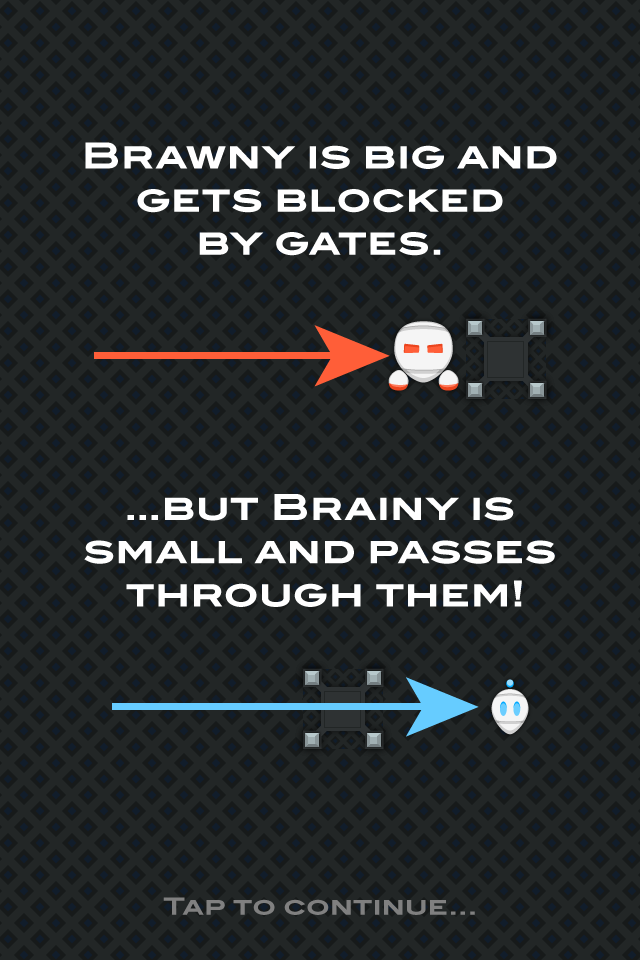 Brawny is big and
gets blocked
by gates.
...but Brainy is
small and passes
through them!
Tap to continue...